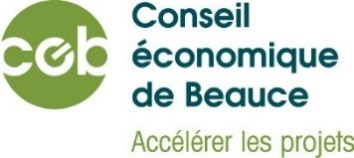 ceb
Conseil
économique
de Beauce
Accélérer les projets